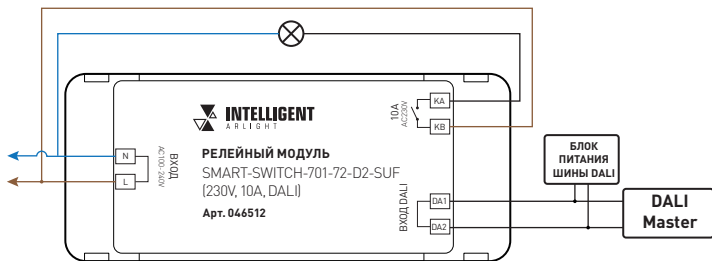 INTELLIGENT
ARLIGHT
РЕЛЕЙНЫЙ МОДУЛЬ
SMART-SWITCH-701-72-D2-SUF
(230V, 10A, DALI)
Арт. 046512
N
L
ВХОД
AC100-240V
10A
AC230V
KA
KB
ВХОД DALI
DA1
DA2
БЛОК
ПИТАНИЯ
ШИНЫ DALI
DALI
Master